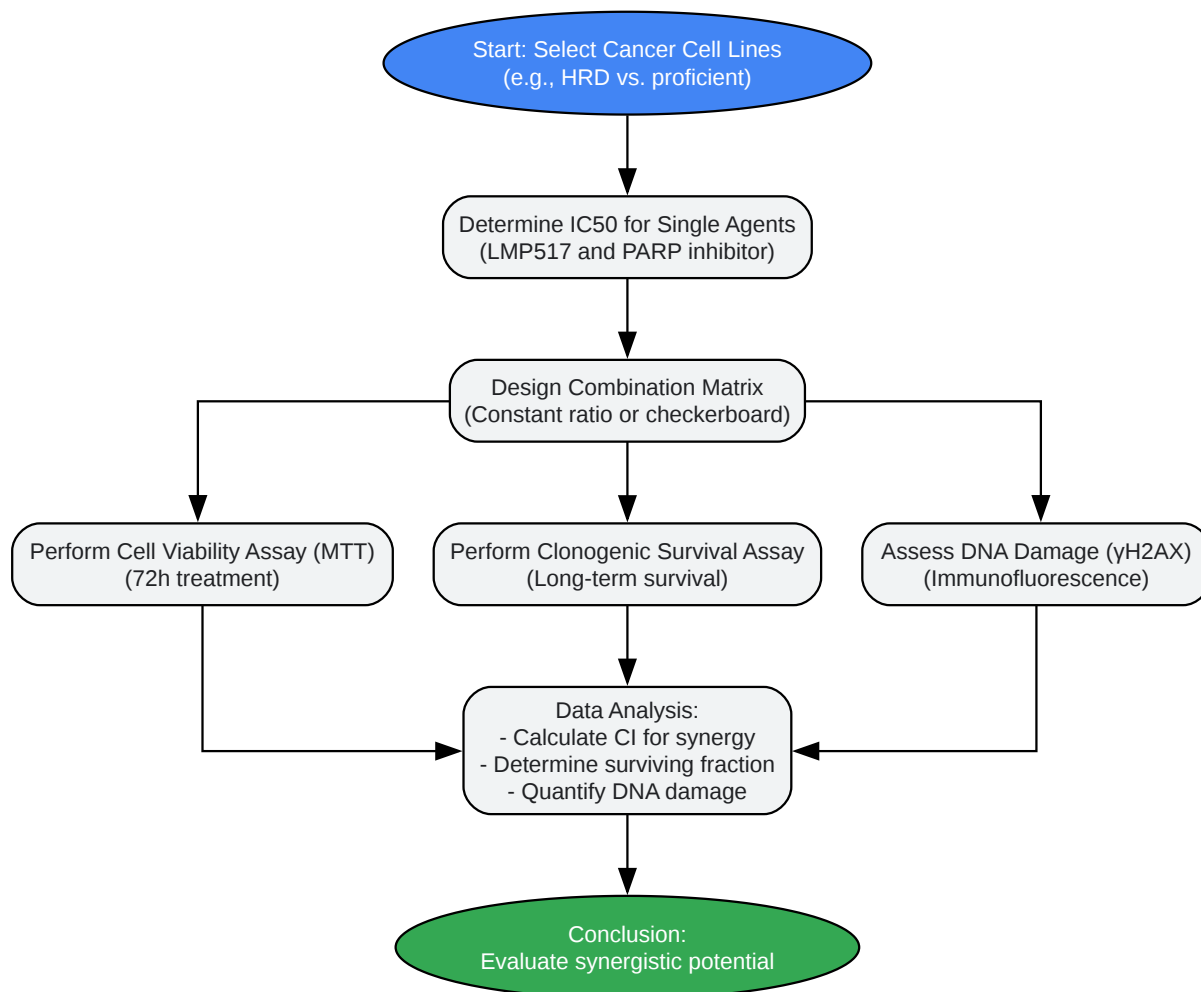 Start: Select Cancer Cell Lines
(e.g., HRD vs. proficient)
Determine IC50 for Single Agents
(LMP517 and PARP inhibitor)
Design Combination Matrix
(Constant ratio or checkerboard)
Perform Cell Viability Assay (MTT)
(72h treatment)
Perform Clonogenic Survival Assay
(Long-term survival)
Assess DNA Damage (γH2AX)
(Immunofluorescence)
Data Analysis:
- Calculate CI for synergy
- Determine surviving fraction
- Quantify DNA damage
Conclusion:
Evaluate synergistic potential